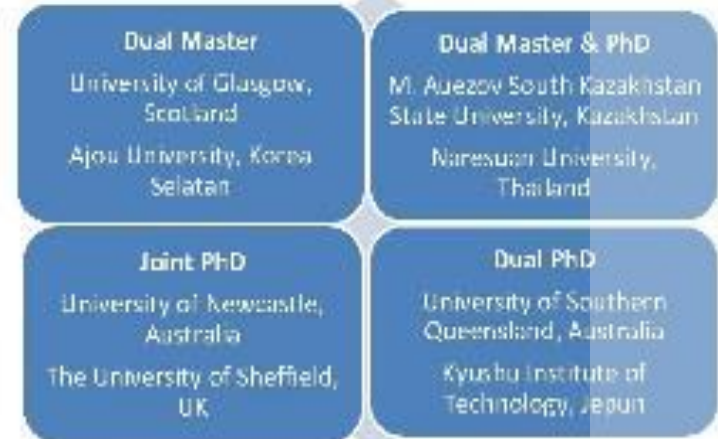 Dual Master
University of Glasgow,
Scotland
Ajou University, Korea
Selatan
Dual Master & PhD
M. Auezov South Kazakhstan
State University, Kazakhstan
Naresuan University,
Thailand
Joint PhD
University of Newcastle,
Australia
The University of Sheffield,
UK
Dual PhD
University of Southern
Queensland, Australia
Kyushu Institute of
Technology, Jepun